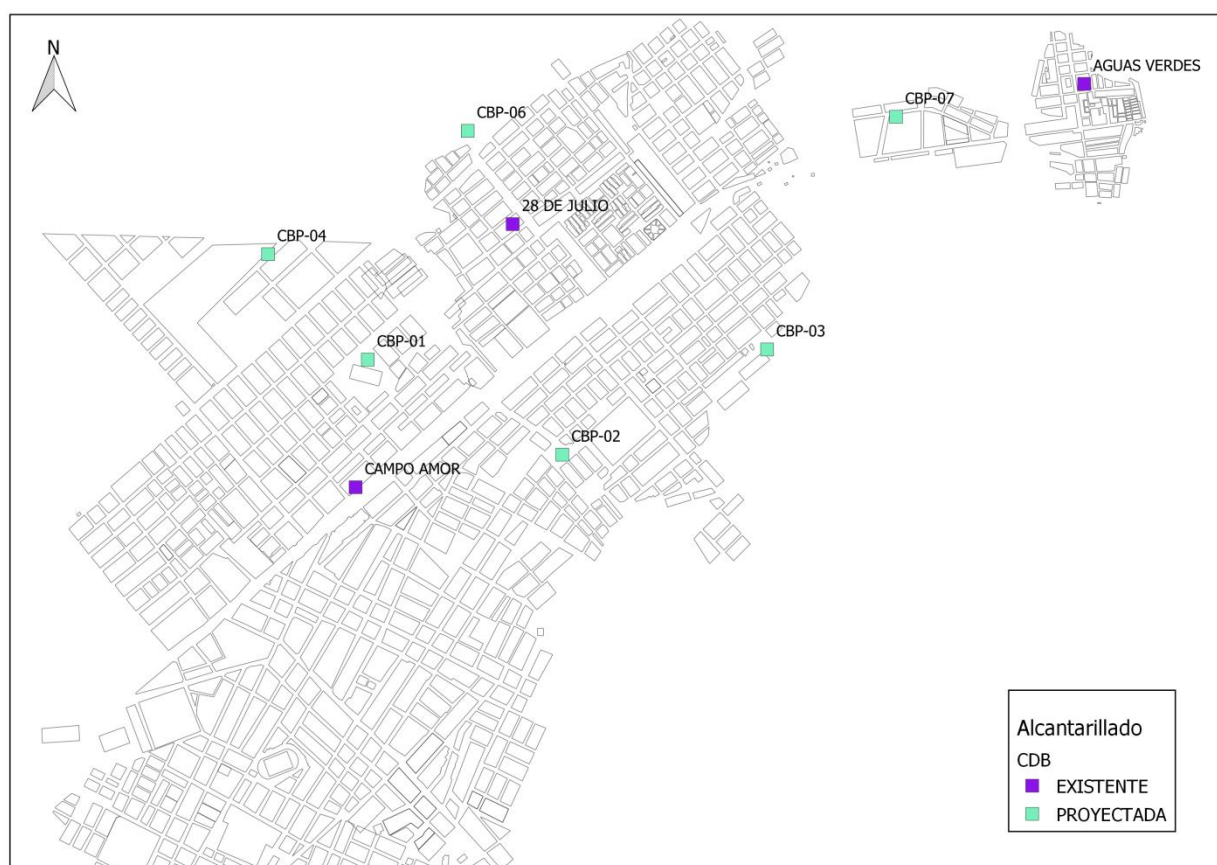 N
AGUAS VERDES
CBP-07
CBP-06
28 DE JULIO
CBP-04
CBP-03
CBP-01
CBP-02
CAMPO AMOR
Alcantarillado
CDB
EXISTENTE
PROYECTADA